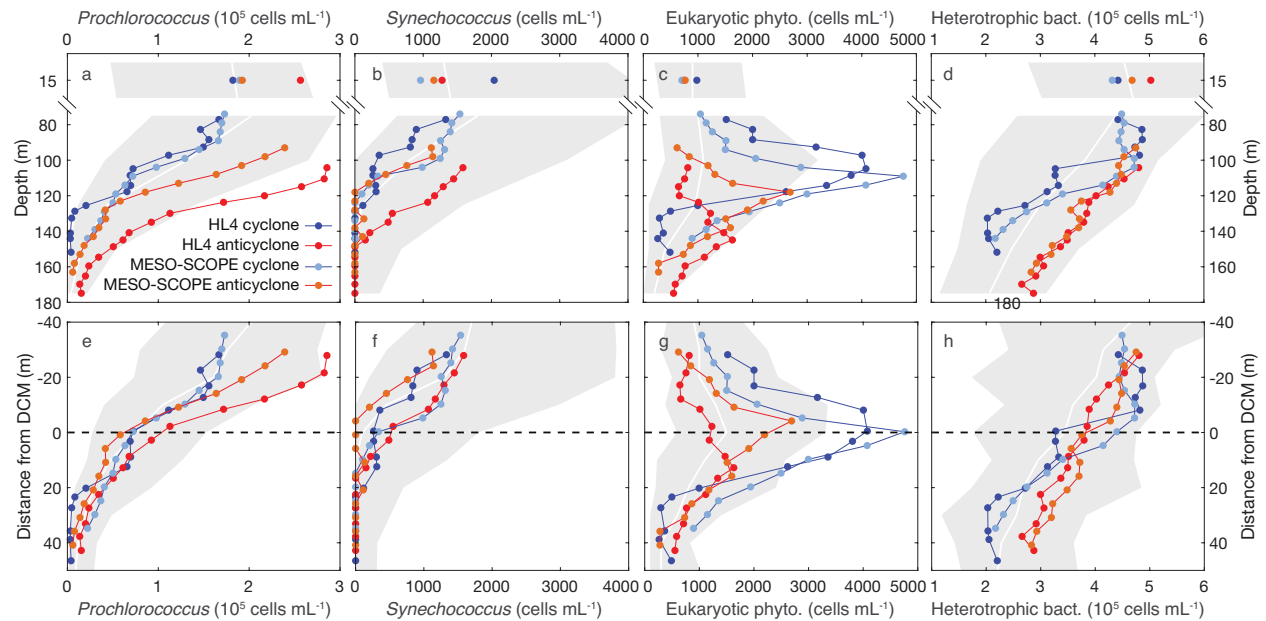 Prochlorococcus (10⁵ cells mL⁻¹) Synechococcus (cells mL⁻¹) Eukaryotic phyto. (cells mL⁻¹) Heterotrophic bact. (10⁵ cells mL⁻¹)
0 1 2 3 0 1000 2000 3000 4000 0 1000 2000 3000 4000 5000 1 2 3 4 5 6
a b c d
15 15
80 80
100 100
120 120
140 140
160 160
180 180
Depth (m) Depth (m)
HL4 cyclone
HL4 anticyclone
MESO-SCOPE cyclone
MESO-SCOPE anticyclone
e f g h
-40 -40
-20 -20
0 0
20 20
40 40
Distance from DCM (m) Distance from DCM (m)
0 1 2 3 0 1000 2000 3000 4000 0 1000 2000 3000 4000 5000 1 2 3 4 5 6
Prochlorococcus (10⁵ cells mL⁻¹) Synechococcus (cells mL⁻¹) Eukaryotic phyto. (cells mL⁻¹) Heterotrophic bact. (10⁵ cells mL⁻¹)